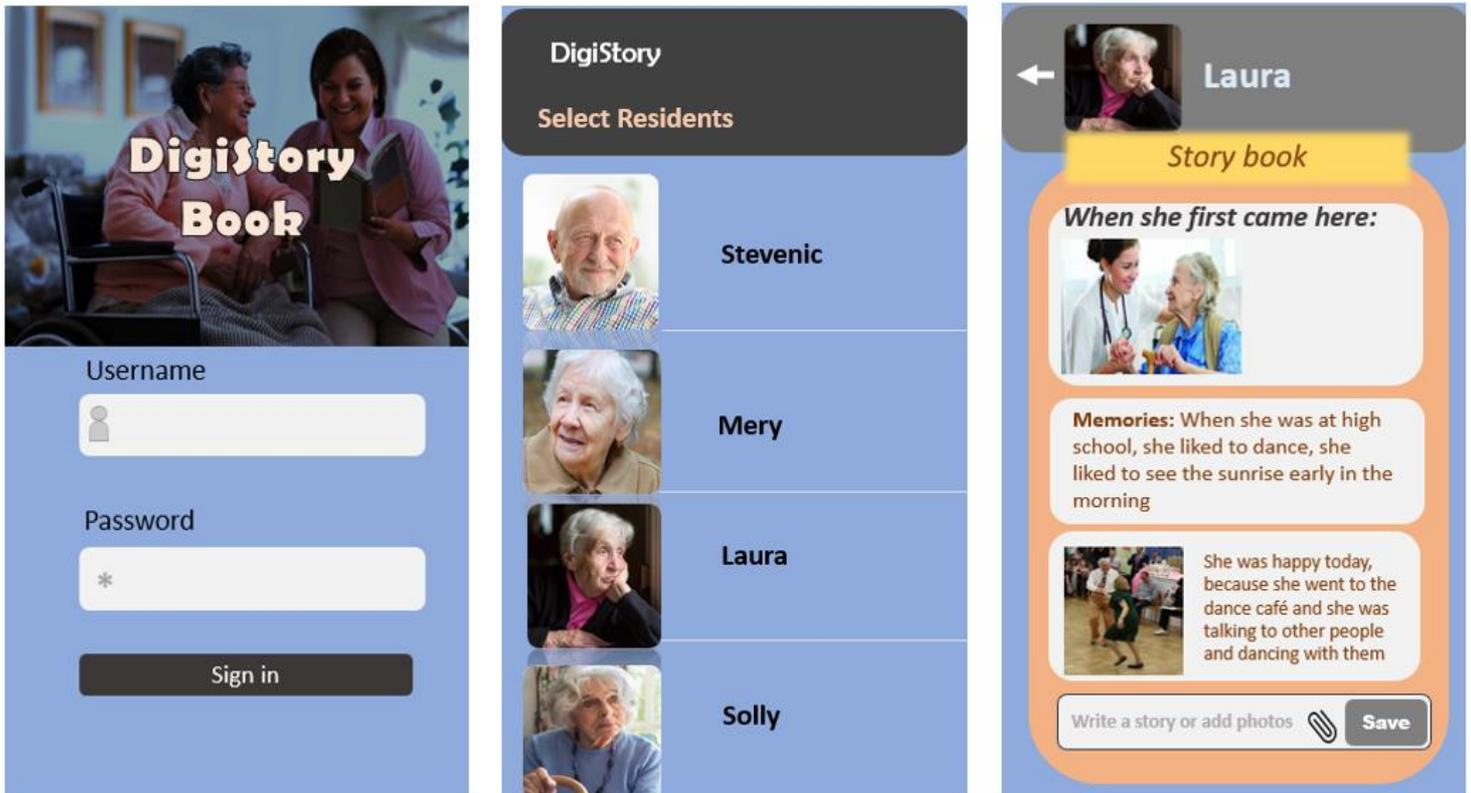 DigiStory
Book
Username
Password
*
Sign in
DigiStory
Select Residents
Stevenic
Mery
Laura
Solly
Laura
Story book
When she first came here:
Memories: When she was at high
school, she liked to dance, she
liked to see the sunrise early in the
morning
She was happy today,
because she went to the
dance café and she was
talking to other people
and dancing with them
Write a story or add photos
Save